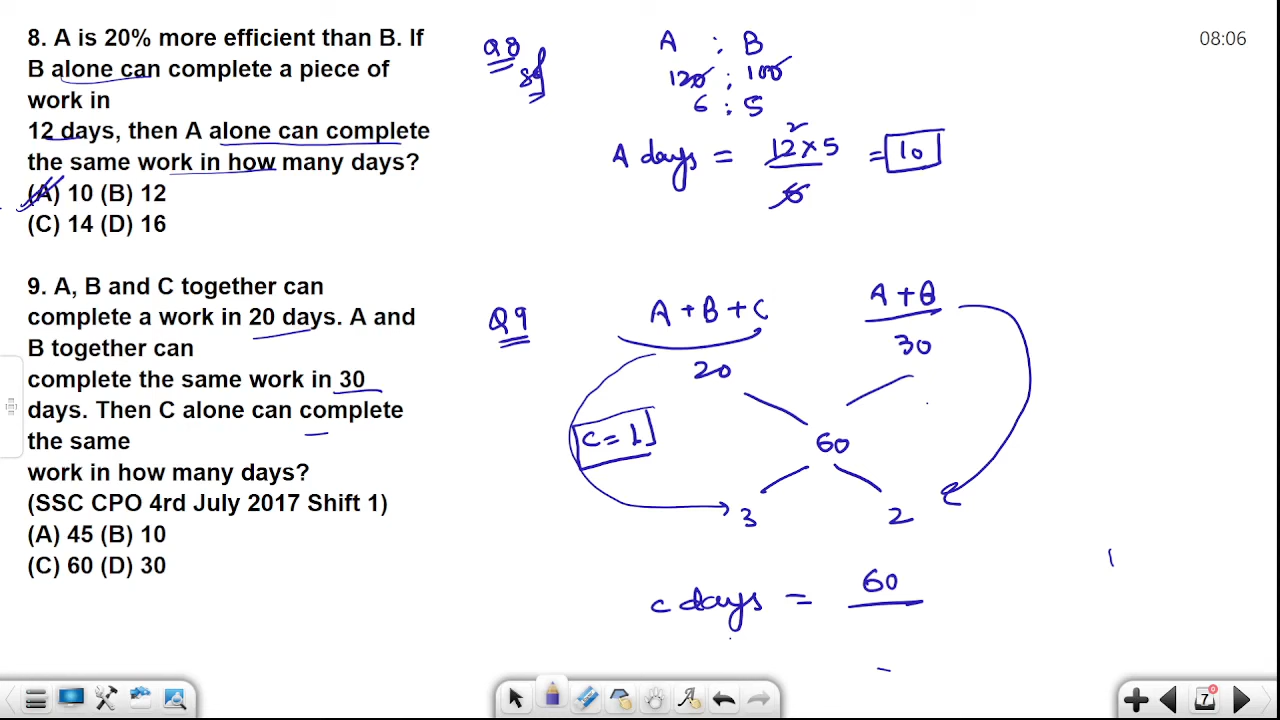 8. A is 20% more efficient than B. If
B alone can complete a piece of
work in
12 days, then A alone can complete
the same work in how many days?
(A) 10 (B) 12
(C) 14 (D) 16
Q8
A : B
120 : 100
6 : 5
A days = 12×5 / 6 = 10
2
08:06
9. A, B and C together can
complete a work in 20 days. A and
B together can
complete the same work in 30
days. Then C alone can complete
the same
work in how many days?
(SSC CPO 4rd July 2017 Shift 1)
(A) 45 (B) 10
(C) 60 (D) 30
Q9
A+B+C
A+B
20
30
C=1
60
3
2
C days = 60
7